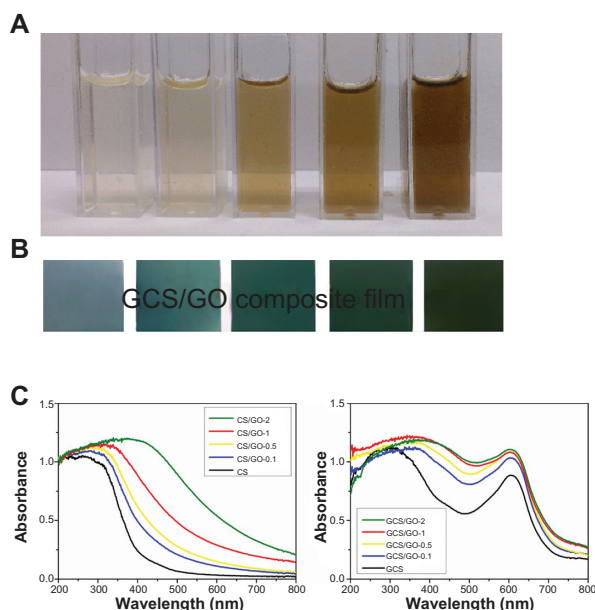 A
B
GCS/GO composite film
C
1.5
1.0
0.5
0.0
Absorbance
200 300 400 500 600 700 800
Wavelength (nm)
CS/GO-2
CS/GO-1
CS/GO-0.5
CS/GO-0.1
CS
1.5
1.0
0.5
0.0
Absorbance
200 300 400 500 600 700 800
Wavelength (nm)
GCS/GO-2
GCS/GO-1
GCS/GO-0.5
GCS/GO-0.1
GCS